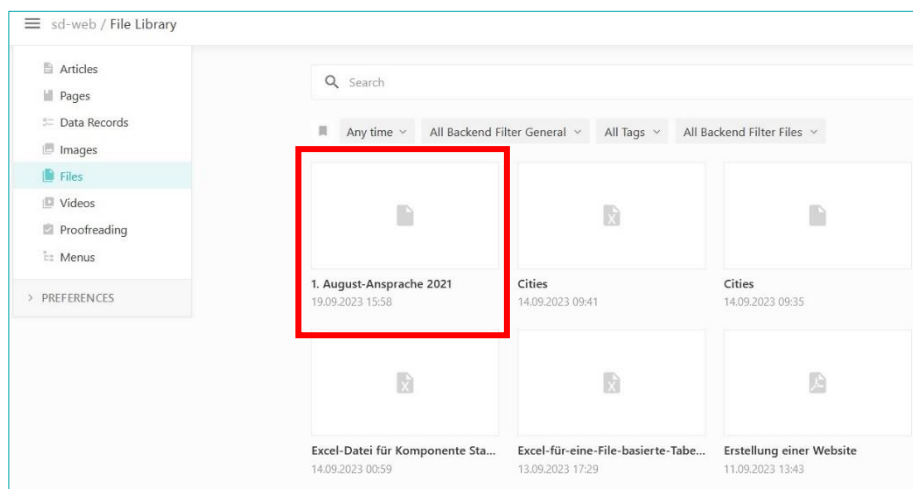 sd-web / File Library
Articles
Pages
Data Records
Images
Files
Videos
Proofreading
Menus
PREFERENCES
Search
Any time All Backend Filter General All Tags All Backend Filter Files
1. August-Ansprache 2021
19.09.2023 15:58
Cities
14.09.2023 09:41
Cities
14.09.2023 09:35
Excel-Datei für Komponente Sta...
14.09.2023 00:59
Excel-für-eine-File-basierte-Tabe...
13.09.2023 17:29
Erstellung einer Website
11.09.2023 13:43